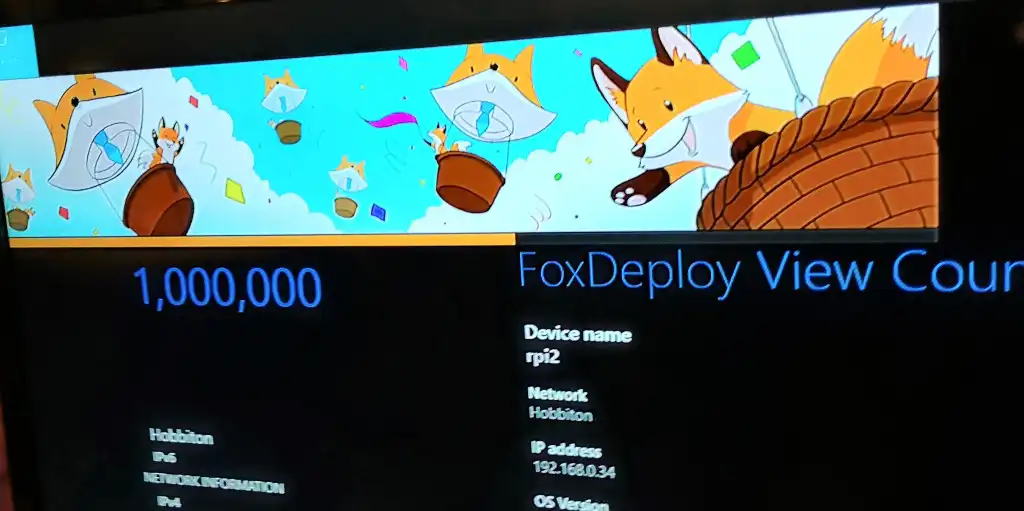 1,000,000
FoxDeploy View Coun
Device name
rpi2
Network
Hobbiton
IP address
192.168.0.34
OS Version
Hobbiton
IPv6
NETWORK INFORMATION
IPv4